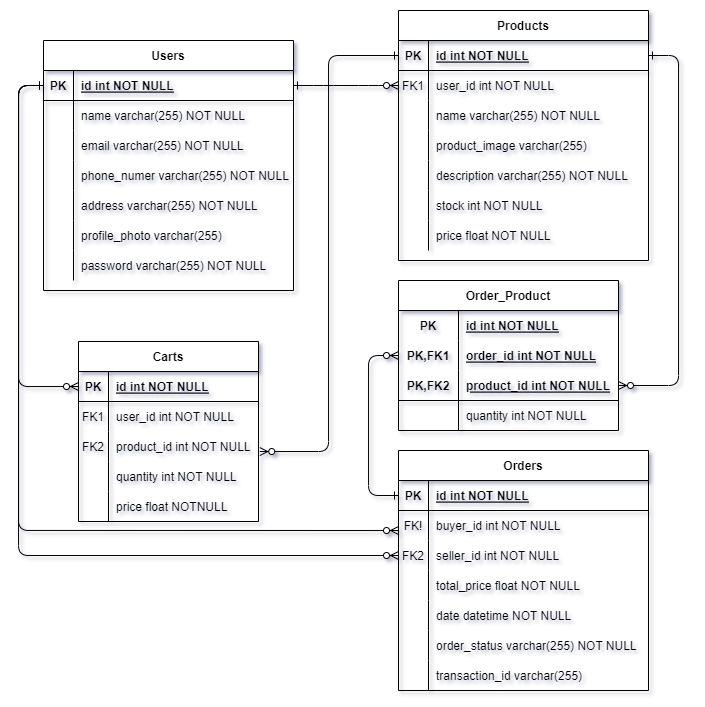 Users
PK id int NOT NULL
name varchar(255) NOT NULL
email varchar(255) NOT NULL
phone_numer varchar(255) NOT NULL
address varchar(255) NOT NULL
profile_photo varchar(255)
password varchar(255) NOT NULL
Products
PK id int NOT NULL
FK1 user_id int NOT NULL
name varchar(255) NOT NULL
product_image varchar(255)
description varchar(255) NOT NULL
stock int NOT NULL
price float NOT NULL
Carts
PK id int NOT NULL
FK1 user_id int NOT NULL
FK2 product_id int NOT NULL
quantity int NOT NULL
price float NOTNULL
Order_Product
PK id int NOT NULL
PK,FK1 order_id int NOT NULL
PK,FK2 product_id int NOT NULL
quantity int NOT NULL
Orders
PK id int NOT NULL
FK! buyer_id int NOT NULL
FK2 seller_id int NOT NULL
total_price float NOT NULL
date datetime NOT NULL
order_status varchar(255) NOT NULL
transaction_id varchar(255)